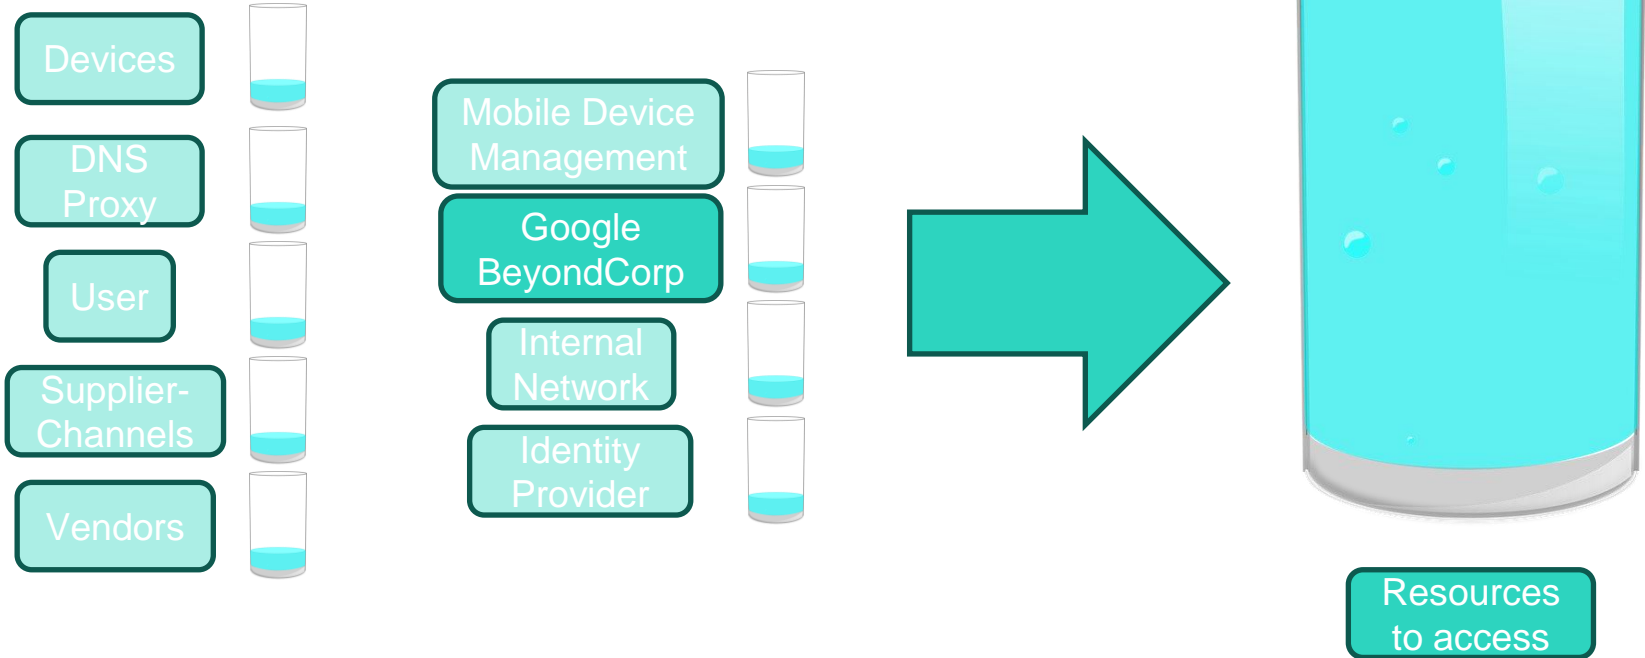 Devices
DNS
Proxy
User
Supplier-
Channels
Vendors
Mobile Device
Management
Google
BeyondCorp
Internal
Network
Identity
Provider
Resources
to access